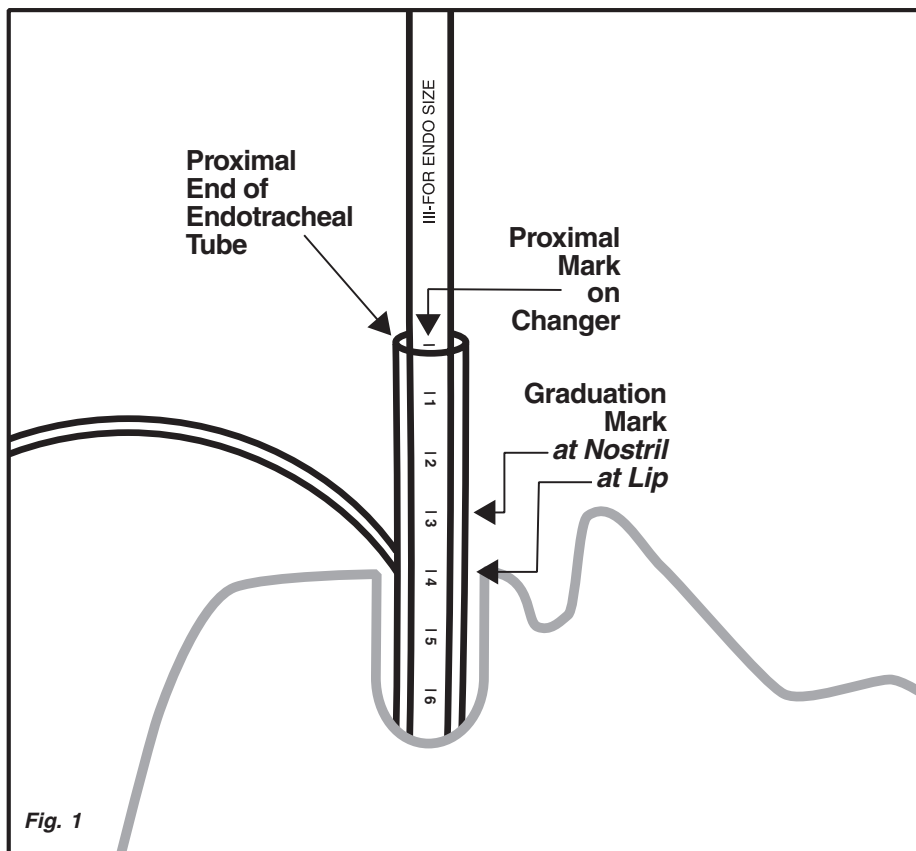 III-FOR ENDO SIZE
Proximal
End of
Endotracheal
Tube
Proximal
Mark
on
Changer
I
I 1
I 2
Graduation
Mark
at Nostril
at Lip
I 3
I 4
I 5
I 6
Fig. 1